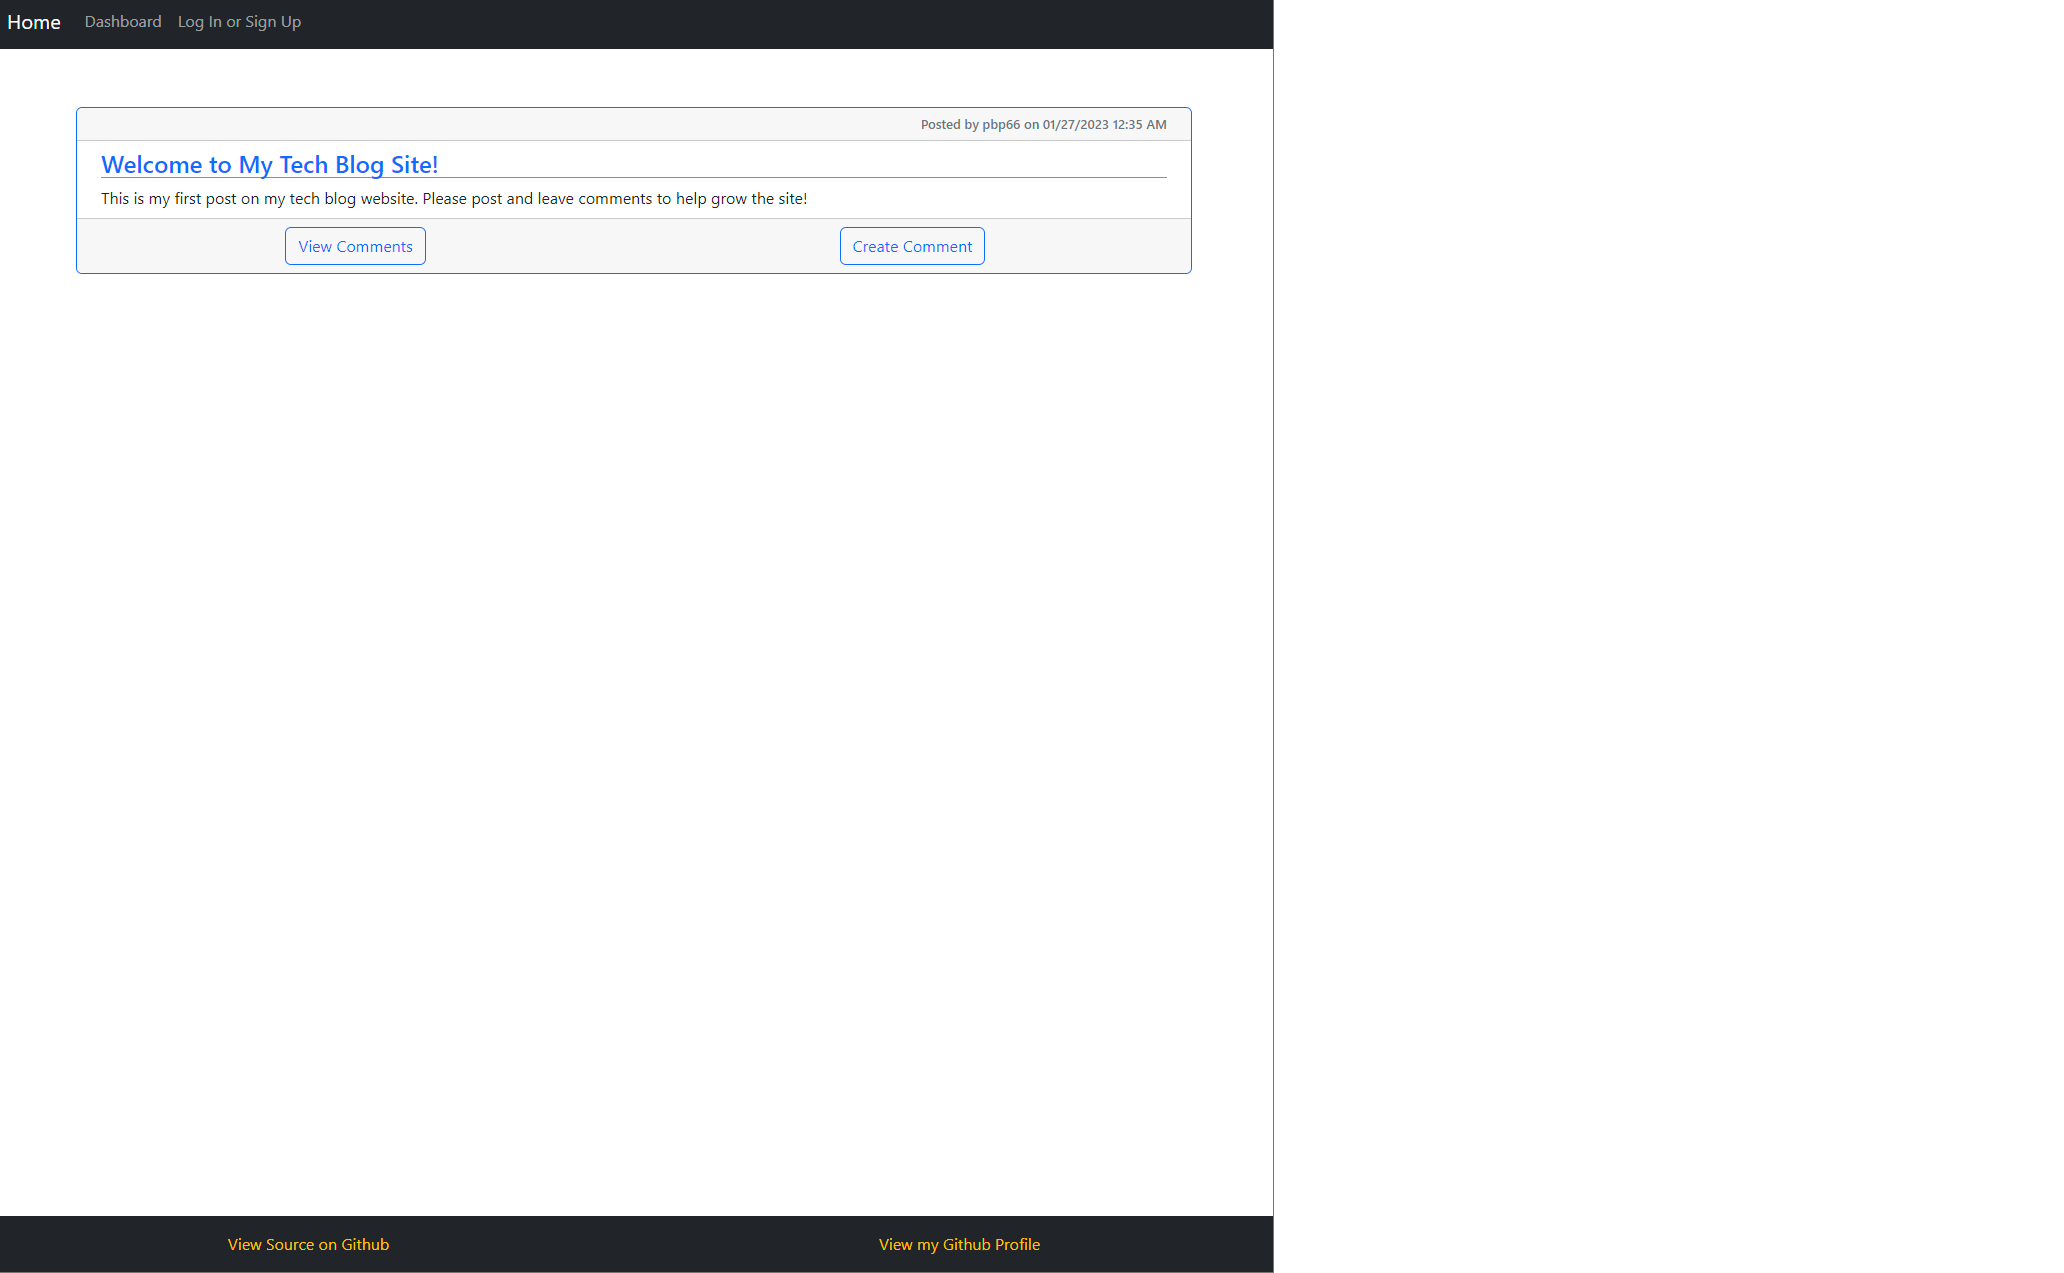 Home Dashboard Log In or Sign Up
Posted by pbp66 on 01/27/2023 12:35 AM
Welcome to My Tech Blog Site!
This is my first post on my tech blog website. Please post and leave comments to help grow the site!
View Comments Create Comment
View Source on Github View my Github Profile